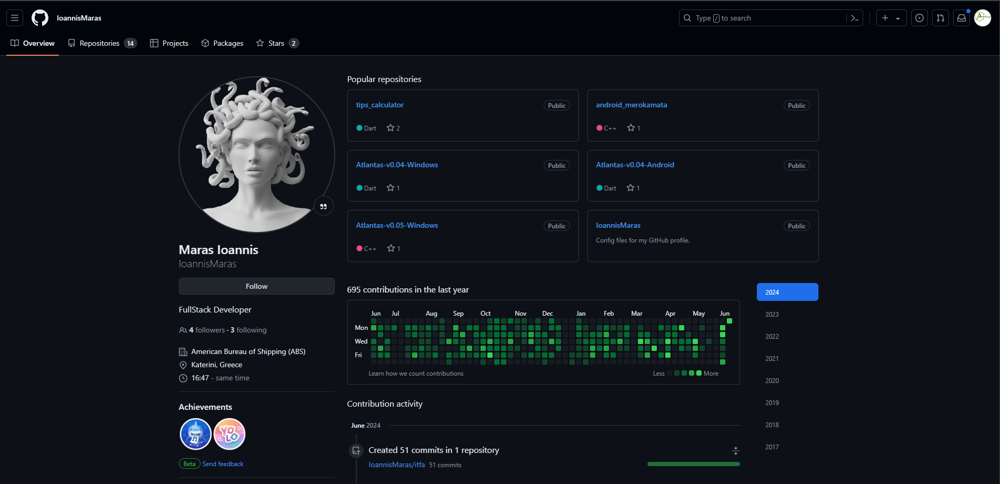 IoannisMaras
Type / to search
Overview
Repositories 14
Projects
Packages
Stars 2
Maras Ioannis
IoannisMaras
Follow
FullStack Developer
4 followers · 3 following
American Bureau of Shipping (ABS)
Katerini, Greece
16:47 - same time
Achievements
YOLO
Beta Send feedback
Popular repositories
tips_calculator
Public
Dart
2
android_merokamata
Public
C++
1
Atlantas-v0.04-Windows
Public
Dart
1
Atlantas-v0.04-Android
Public
Dart
1
Atlantas-v0.05-Windows
Public
C++
1
IoannisMaras
Public
Config files for my GitHub profile.
695 contributions in the last year
Jun Jul Aug Sep Oct Nov Dec Jan Feb Mar Apr May Jun
Mon
Wed
Fri
Learn how we count contributions
Less More
2024
2023
2022
2021
2020
2019
2018
2017
Contribution activity
June 2024
Created 51 commits in 1 repository
IoannisMaras/itfa 51 commits